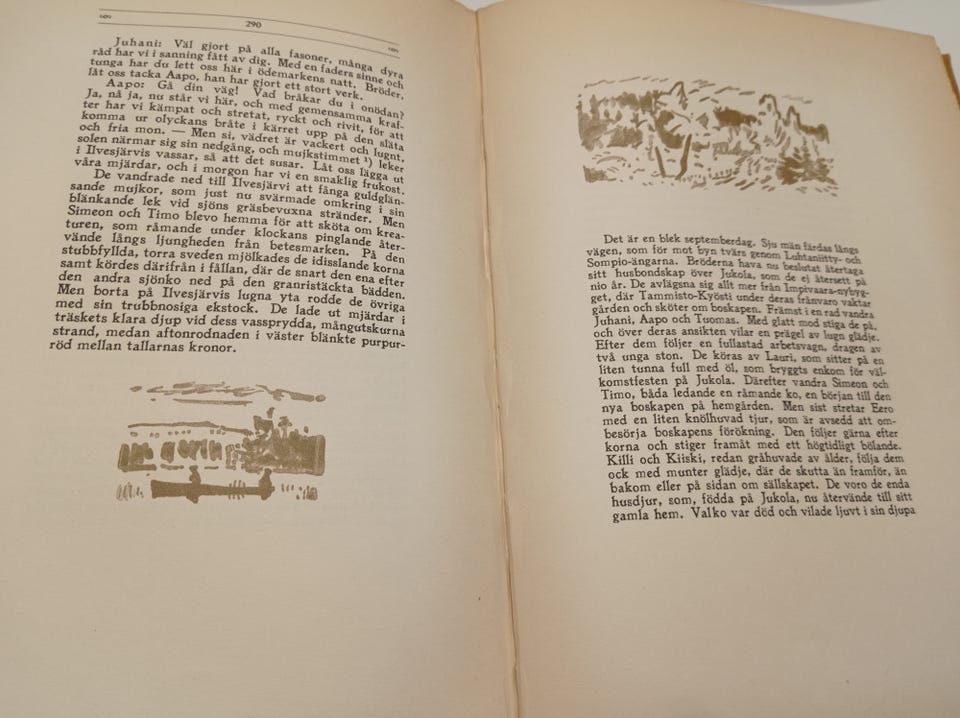 290
Juhani: Väl gjort på alla fasoner, många dyra
råd har vi i sanning fått av dig. Med en faders sinne och
tunga har du lett oss här i ödemarkens natt. Bröder,
låt oss tacka Aapo, han har gjort ett stort verk.
Aapo: Gå din väg! Vad bråkar du i onödan?
Ja, nå ja, nu står vi här, och med gemensamma kraf-
ter har vi kämpat och stretat, ryckt och rivit, för att
komma ur olyckans bråte i kärret upp på den släta
och fria mon. — Men si, vädret är vackert och lugnt,
solen närmar sig sin nedgång, och mujkstimmet ¹) leker
i Ilvesjärvis vassar, så att det susar. Låt oss lägga ut
våra mjärdar, och i morgon har vi en smaklig frukost.
De vandrade ned till Ilvesjärvi att fånga guldglän-
sande mujkor, som just nu svärmade omkring i sin
blänkande lek vid sjöns gräsbevuxna stränder. Men
Simeon och Timo blevo hemma för att sköta om krea-
turen, som råmande under klockans pinglande åter-
vände långs ljungheden från betesmarken. På den
stubbfyllda, torra sveden mjölkades de idisslande korna
samt kördes därifrån i fållan, där de snart den ena efter
den andra sjönko ned på den granristäckta bädden.
Men borta på Ilvesjärvis lugna yta rodde de övriga
med sin trubbnosiga ekstock. De lade ut mjärdar i
träskets klara djup vid dess vassprydda, mångutskurna
strand, medan aftonrodnaden i väster blänkte purpur-
röd mellan tallarnas kronor.
Det är en blek septemberdag. Sju män färdas långs
vägen, som för mot byn tvärs genom Luhtaniitty- och
Sompio-ängarna. Bröderna hava nu beslutat återtaga
sitt husbondskap över Jukola, som de ej återsett på
nio år. De avlägsna sig allt mer från Impivaara-nybyg-
get, där Tammisto-Kyösti under deras frånvaro vaktar
gården och sköter om boskapen. Främst i en rad vandra
Juhani, Aapo och Tuomas. Med glatt mod stiga de på,
och över deras ansikten vilar en prägel av lugn glädje.
Efter dem följer en fullastad arbetsvagn, dragen av
två unga ston. De köras av Lauri, som sitter på en
liten tunna full med öl, som bryggts enkom för väl-
komstfesten på Jukola. Därefter vandra Simeon och
Timo, båda ledande en råmande ko, en början till den
nya boskapen på hemgården. Men sist stretar Eero
med en liten knölhuvad tjur, som är avsedd att om-
besörja boskapens förökning. Den följer gärna efter
korna och stiger framåt med ett högtidligt bölande.
Killi och Kiiski, redan gråhuvade av ålder, följa dem
ock med munter glädje, där de skutta än framför, än
bakom eller på sidan om sällskapet. De voro de enda
husdjur, som, födda på Jukola, nu återvände till sitt
gamla hem. Valko var död och vilade ljuvt i sin djupa